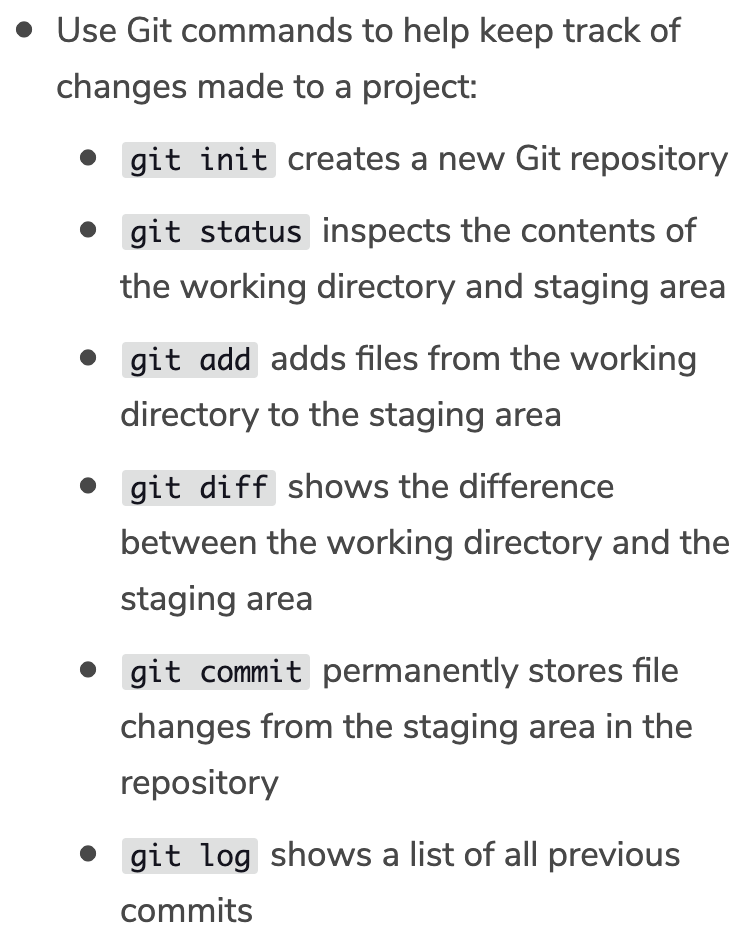 Use Git commands to help keep track of
changes made to a project:
git init creates a new Git repository
git status inspects the contents of
the working directory and staging area
git add adds files from the working
directory to the staging area
git diff shows the difference
between the working directory and the
staging area
git commit permanently stores file
changes from the staging area in the
repository
git log shows a list of all previous
commits